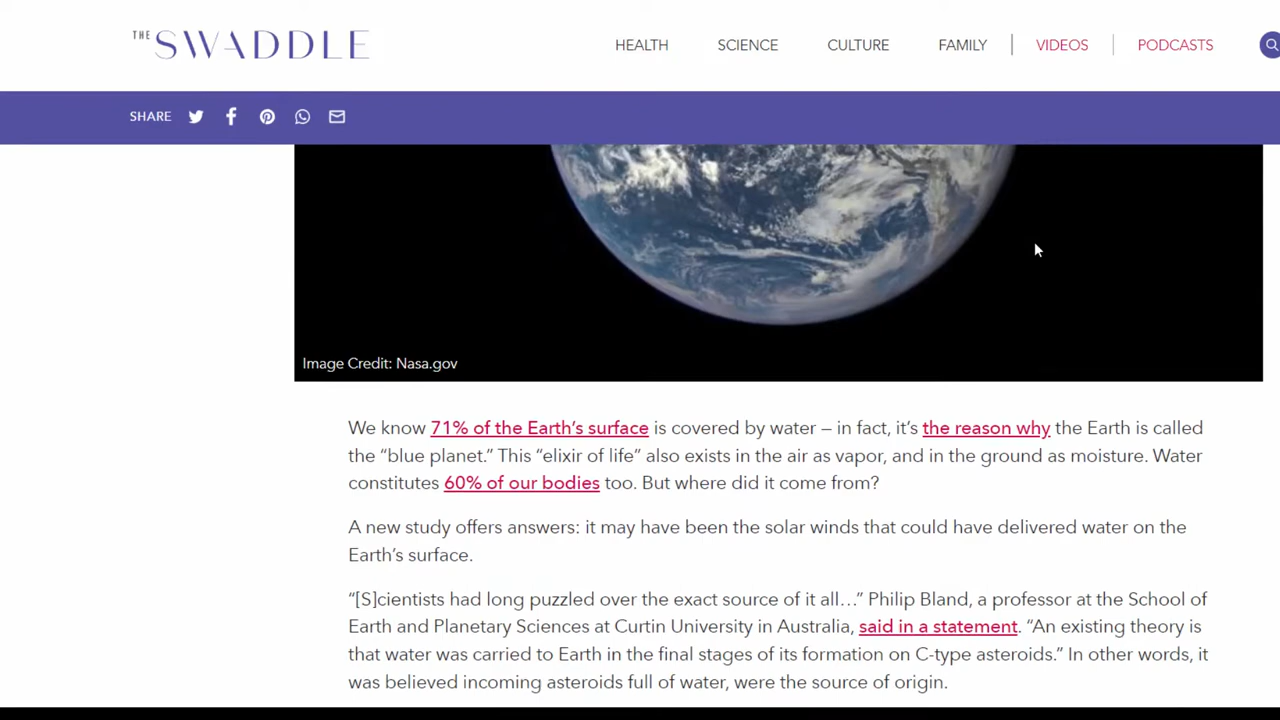 THE SWADDLE
HEALTH SCIENCE CULTURE FAMILY VIDEOS PODCASTS
SHARE
Image Credit: Nasa.gov
We know 71% of the Earth’s surface is covered by water – in fact, it’s the reason why the Earth is called
the “blue planet.” This “elixir of life” also exists in the air as vapor, and in the ground as moisture. Water
constitutes 60% of our bodies too. But where did it come from?
A new study offers answers: it may have been the solar winds that could have delivered water on the
Earth’s surface.
“[S]cientists had long puzzled over the exact source of it all…” Philip Bland, a professor at the School of
Earth and Planetary Sciences at Curtin University in Australia, said in a statement. “An existing theory is
that water was carried to Earth in the final stages of its formation on C-type asteroids.” In other words, it
was believed incoming asteroids full of water, were the source of origin.